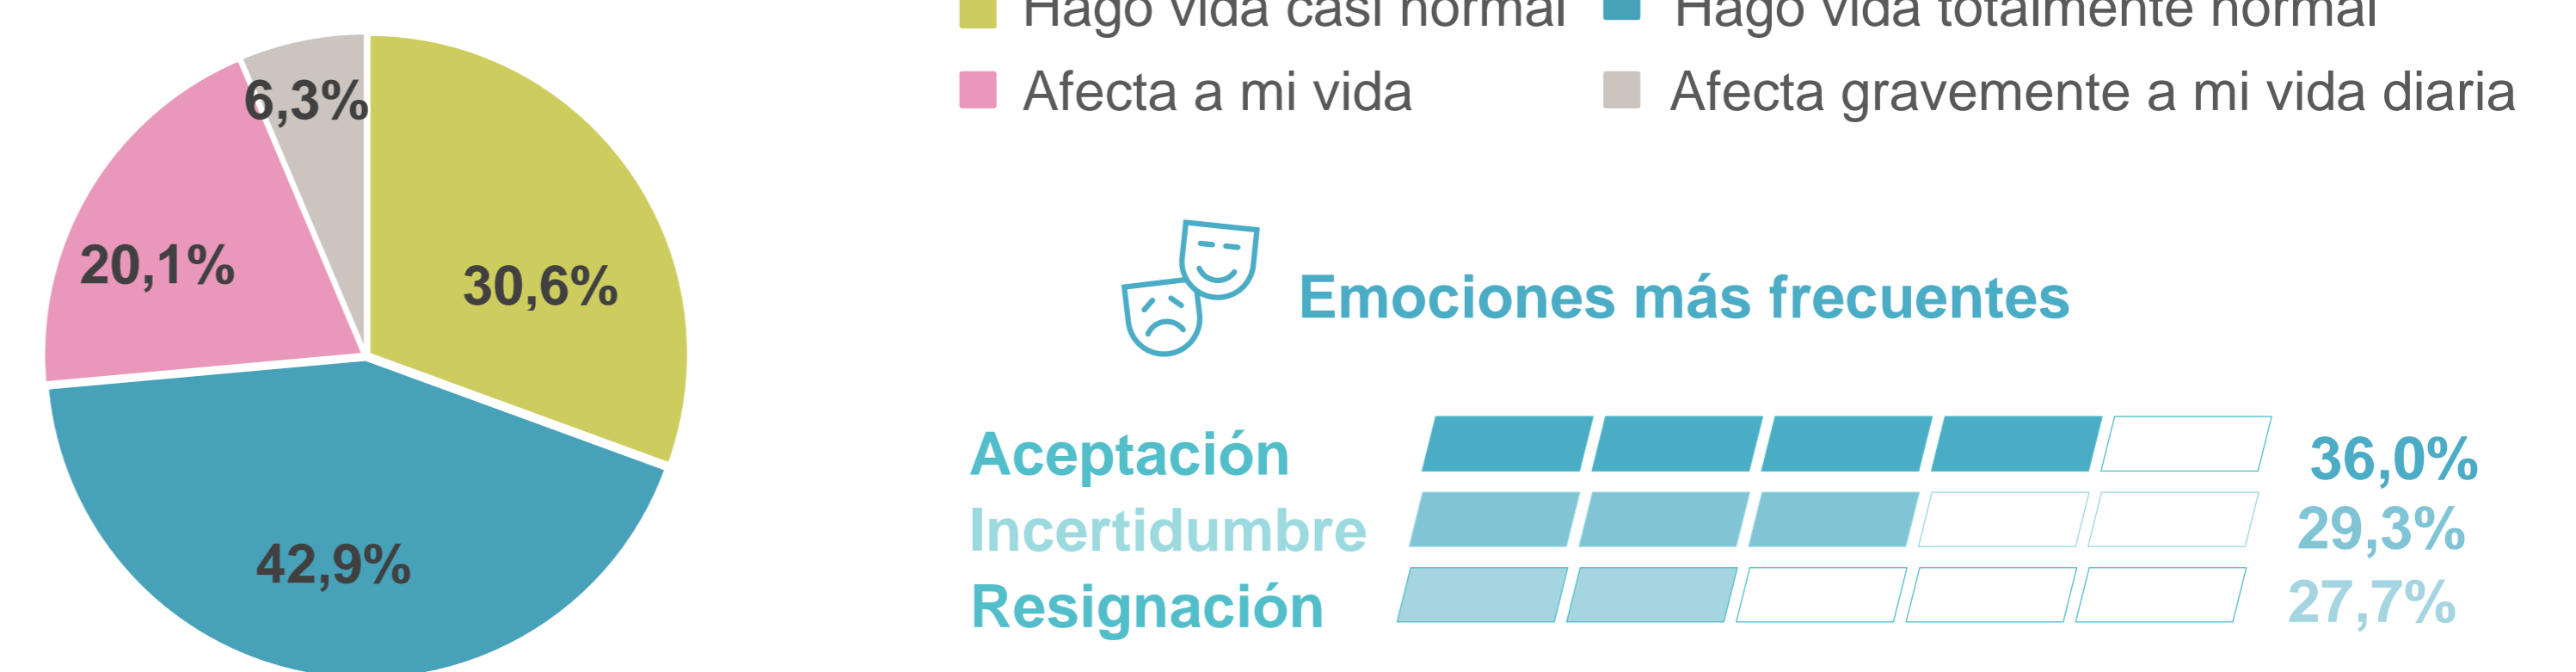 Hago vida casi normal
Hago vida totalmente normal
Afecta a mi vida
Afecta gravemente a mi vida diaria
6,3%
20,1%
30,6%
42,9%
Emociones más frecuentes
Aceptación 36,0%
Incertidumbre 29,3%
Resignación 27,7%